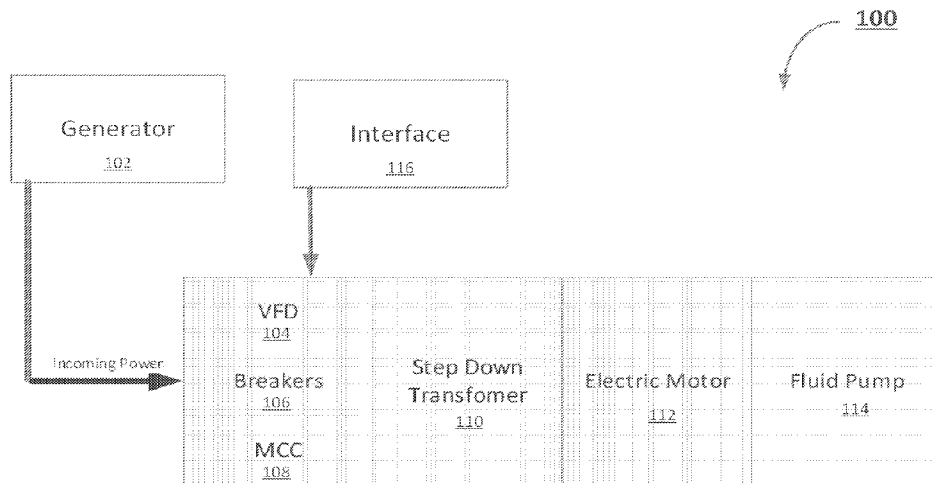 100
Generator
102
Interface
116
Incoming Power
VFD
104
Breakers
106
MCC
108
Step Down
Transfomer
110
Electric Motor
112
Fluid Pump
114